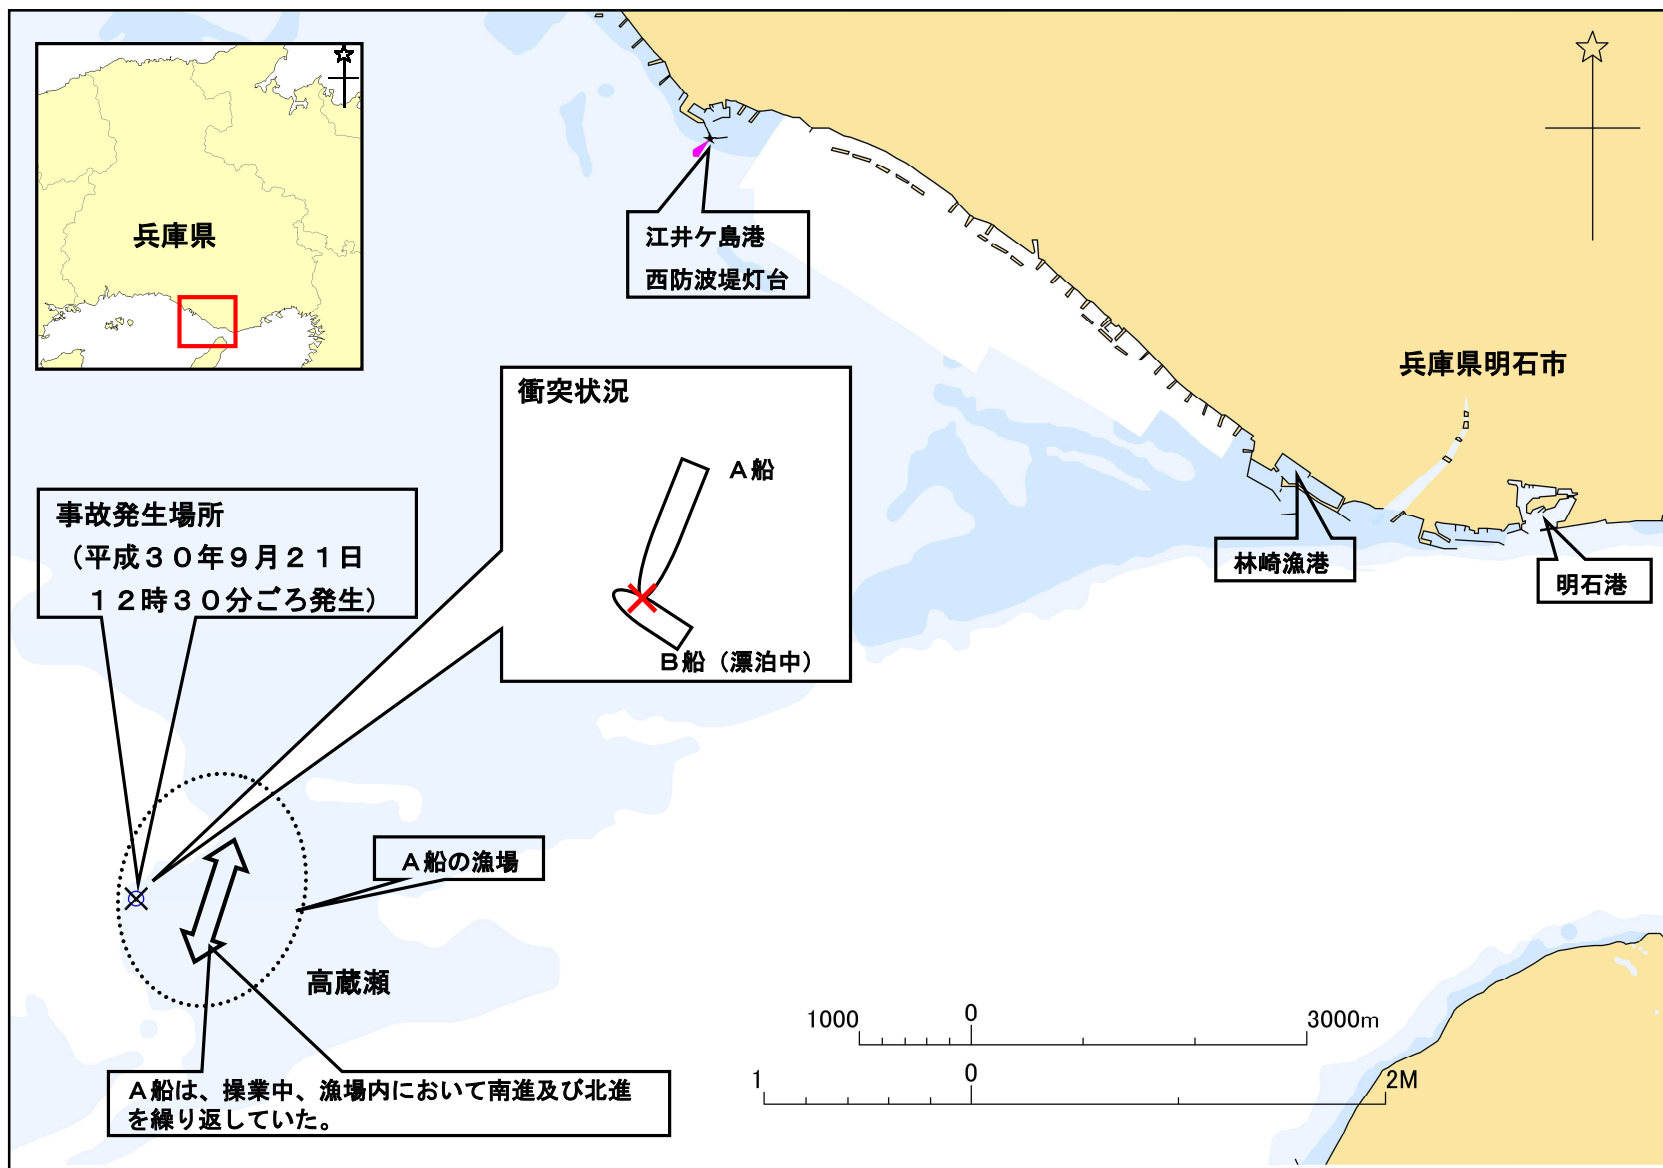 兵庫県
江井ケ島港
西防波堤灯台
兵庫県明石市
衝突状況
A船
B船（漂泊中）
事故発生場所
（平成３０年９月２１日
１２時３０分ごろ発生）
林崎漁港
明石港
A船の漁場
高蔵瀬
A船は、操業中、漁場内において南進及び北進
を繰り返していた。
1000 0 3000m
1 0 2M